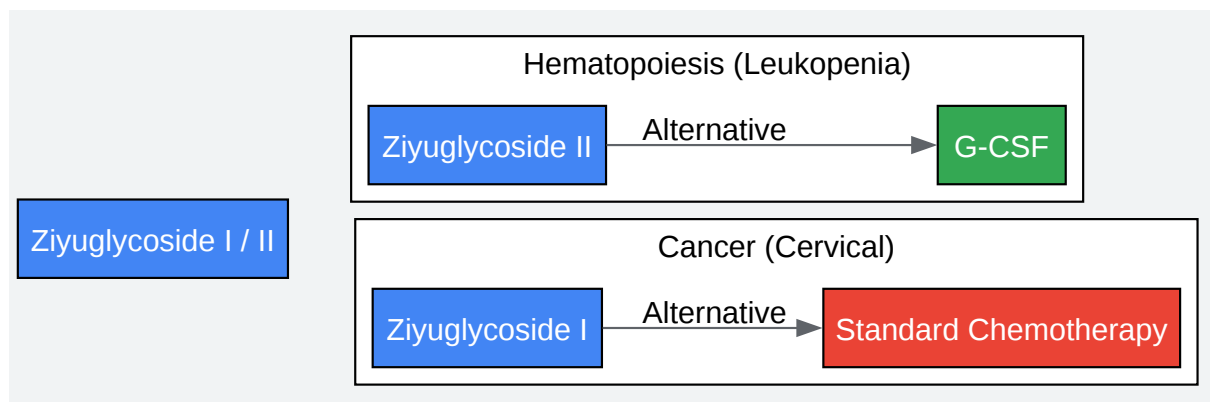 Hematopoiesis (Leukopenia)
Ziyuglycoside II
Alternative
G-CSF
Ziyuglycoside I / II
Cancer (Cervical)
Ziyuglycoside I
Alternative
Standard Chemotherapy